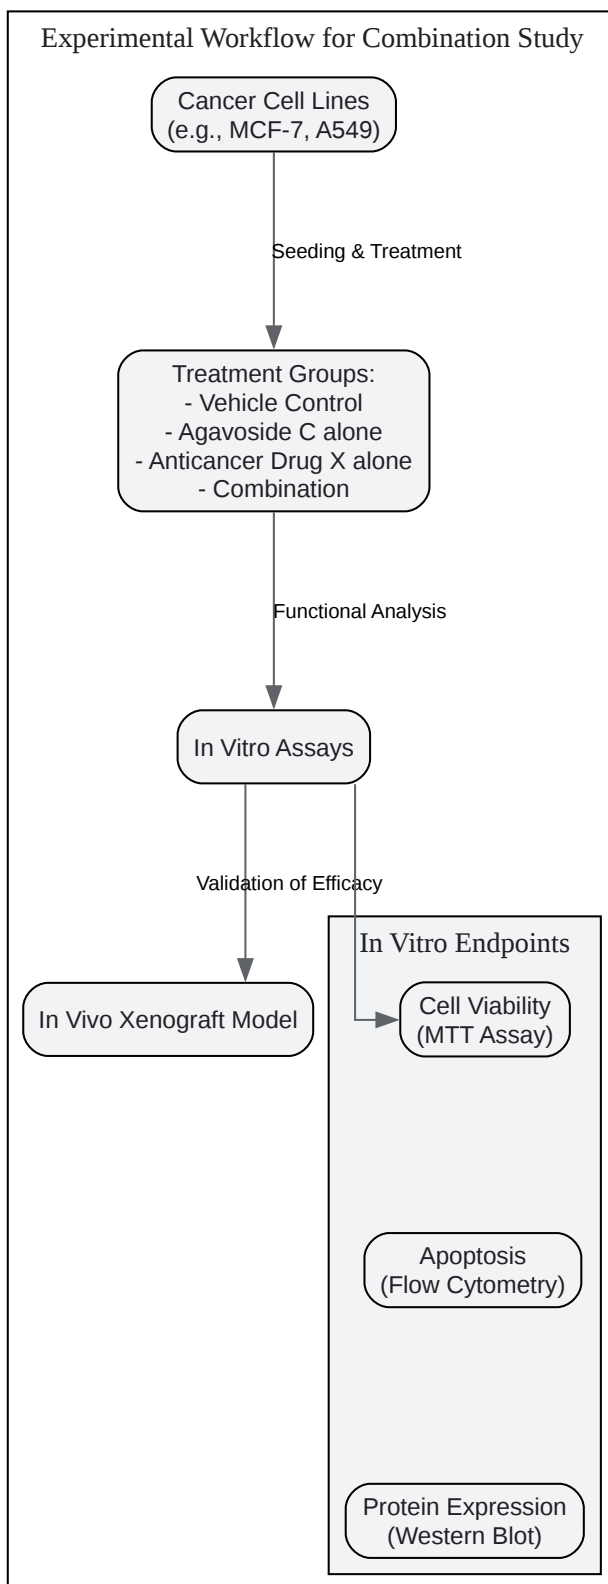 Experimental Workflow for Combination Study
Cancer Cell Lines
(e.g., MCF-7, A549)
Seeding & Treatment
Treatment Groups:
- Vehicle Control
- Agavoside C alone
- Anticancer Drug X alone
- Combination
Functional Analysis
In Vitro Assays
Validation of Efficacy
In Vivo Xenograft Model
In Vitro Endpoints
Cell Viability
(MTT Assay)
Apoptosis
(Flow Cytometry)
Protein Expression
(Western Blot)